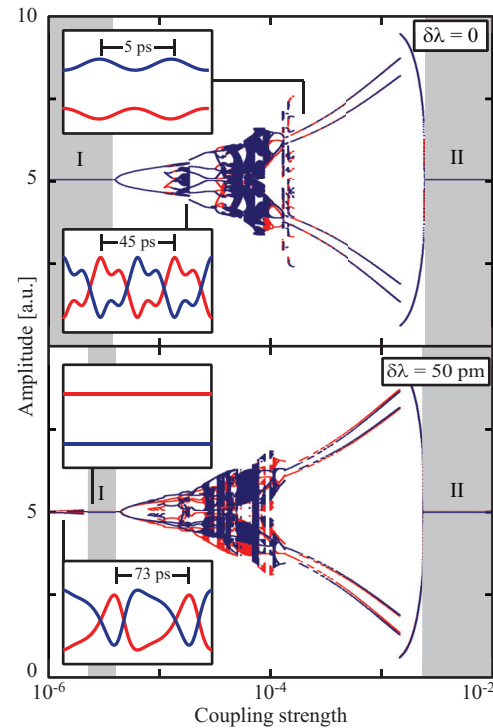 10
δλ = 0
5 ps
I
II
5
45 ps
Amplitude [a.u.]
δλ = 50 pm
I
II
5
73 ps
0
10⁻⁶
10⁻⁴
10⁻²
Coupling strength